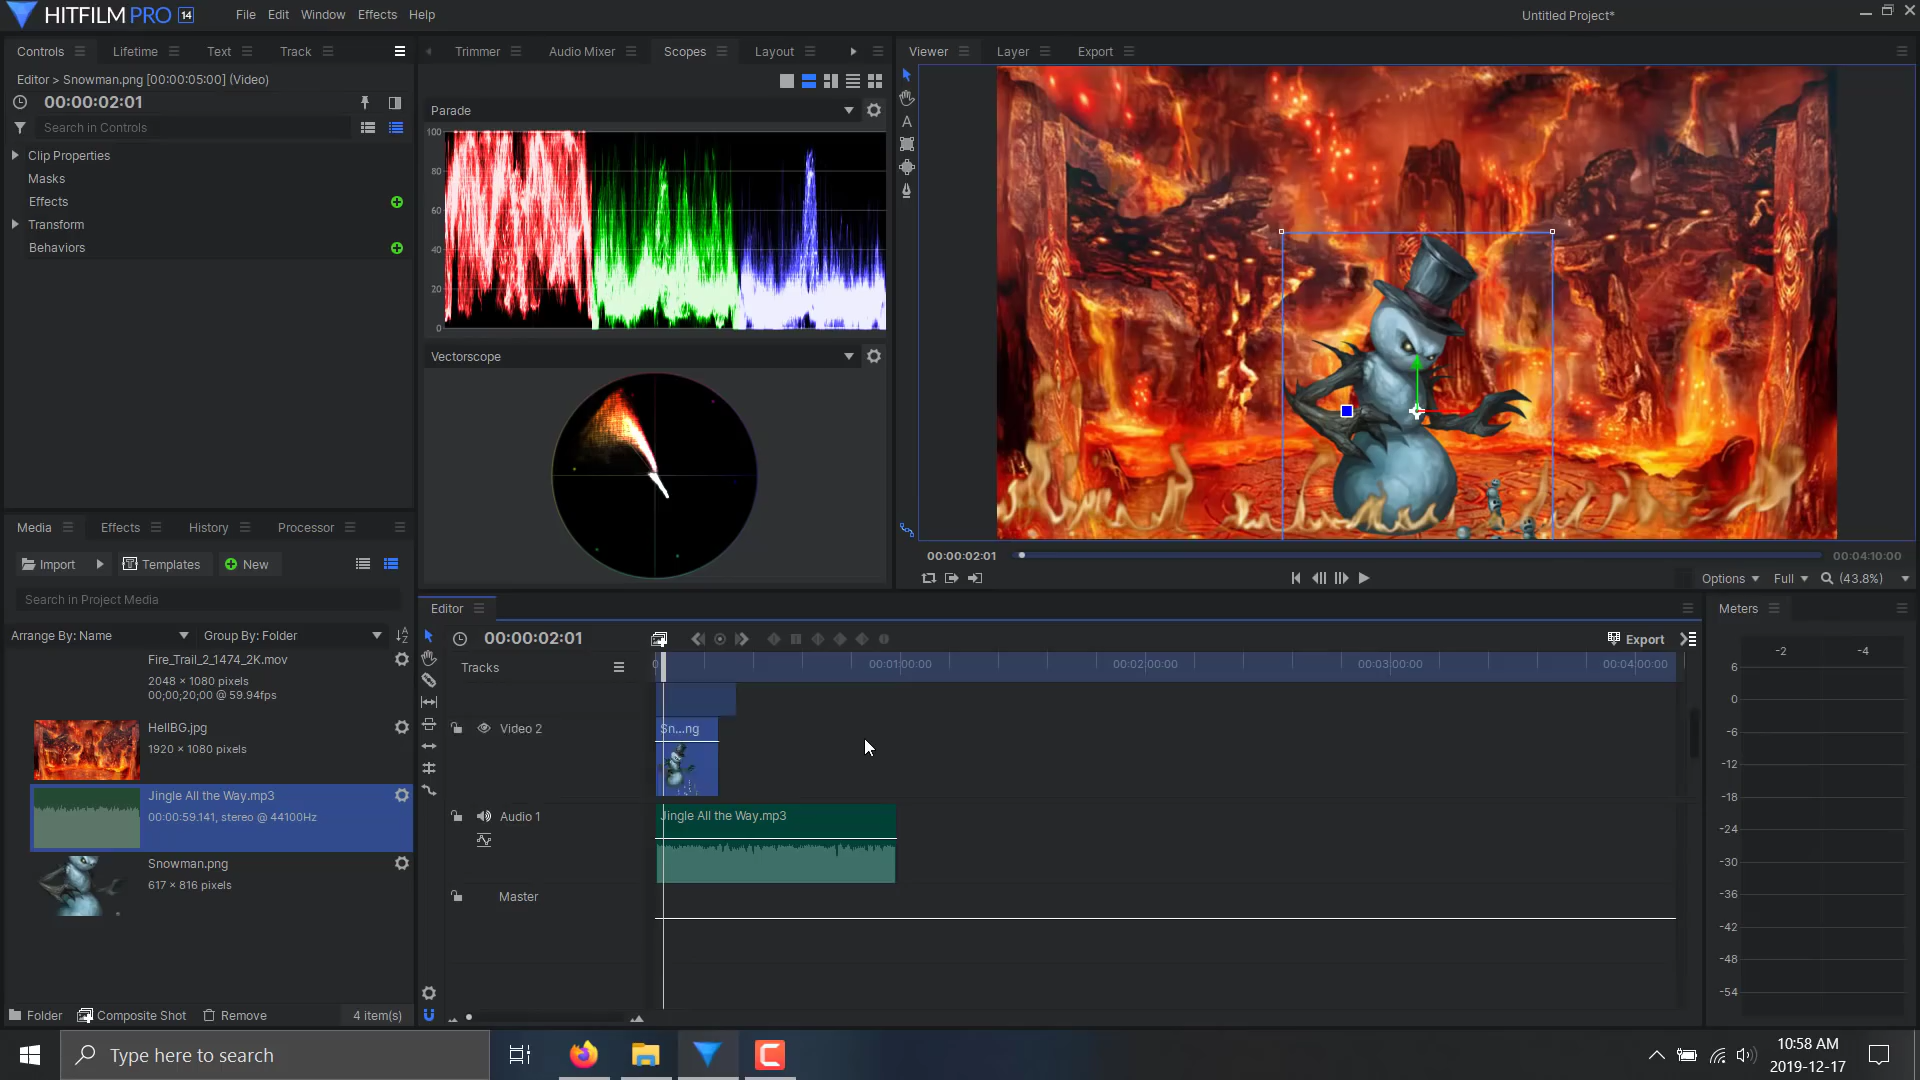 HITFILM PRO 14
File Edit Window Effects Help
Untitled Project*
Controls Lifetime Text Track
Trimmer Audio Mixer Scopes Layout
Viewer Layer Export
Editor > Snowman.png [00:00:05:00] (Video)
00:00:02:01
Search in Controls
Clip Properties
Masks
Effects
Transform
Behaviors
Parade
100
80
60
40
20
0
Vectorscope
00:00:02:01
00:04:10:00
Options Full (43.8%)
Media Effects History Processor
Import Templates New
Search in Project Media
Arrange By: Name Group By: Folder
Fire_Trail_2_1474_2K.mov
2048 × 1080 pixels
00;00;20;00 @ 59.94fps
HellBG.jpg
1920 × 1080 pixels
Jingle All the Way.mp3
00:00:59.141, stereo @ 44100Hz
Snowman.png
617 × 816 pixels
Folder Composite Shot Remove 4 item(s)
Editor
00:00:02:01
Export
Tracks
0 00:01:00:00 00:02:00:00 00:03:00:00 00:04:00:00
Video 2
Sn...ng
Audio 1
Jingle All the Way.mp3
Master
Meters
-2 -4
6
0
-6
-12
-18
-24
-30
-36
-42
-48
-54
Type here to search
10:58 AM
2019-12-17